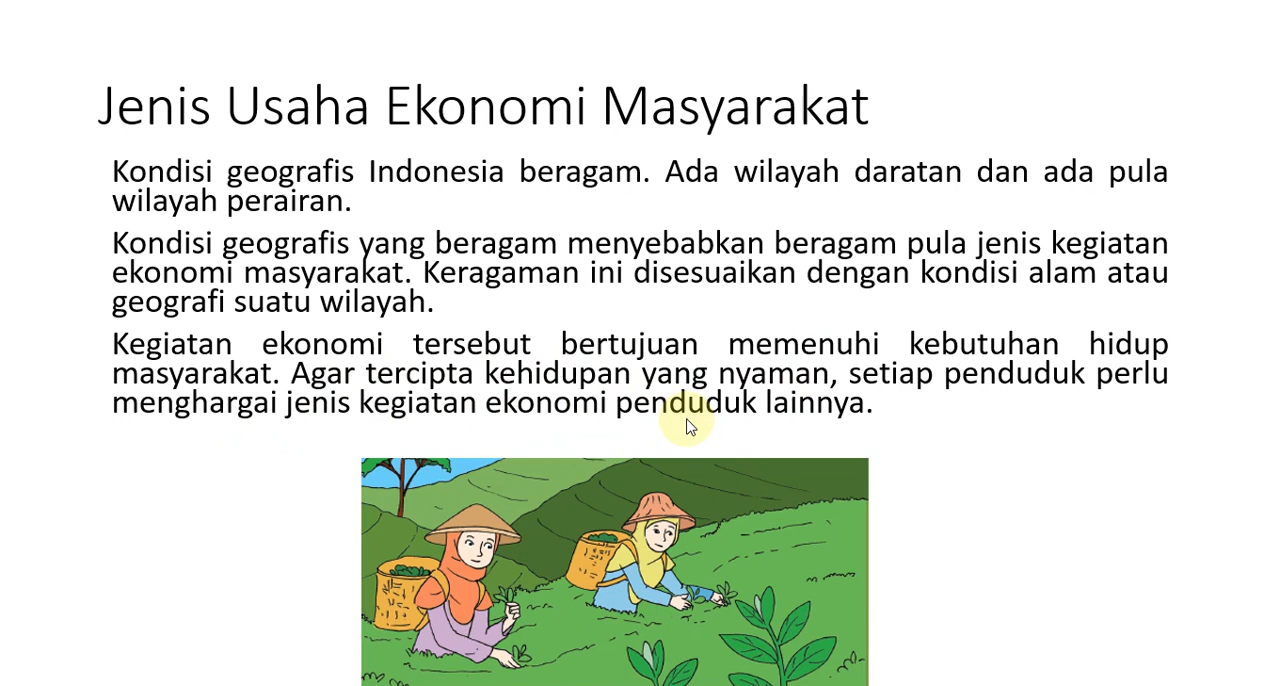 Jenis Usaha Ekonomi Masyarakat
Kondisi geografis Indonesia beragam. Ada wilayah daratan dan ada pula
wilayah perairan.
Kondisi geografis yang beragam menyebabkan beragam pula jenis kegiatan
ekonomi masyarakat. Keragaman ini disesuaikan dengan kondisi alam atau
geografi suatu wilayah.
Kegiatan ekonomi tersebut bertujuan memenuhi kebutuhan hidup
masyarakat. Agar tercipta kehidupan yang nyaman, setiap penduduk perlu
menghargai jenis kegiatan ekonomi penduduk lainnya.